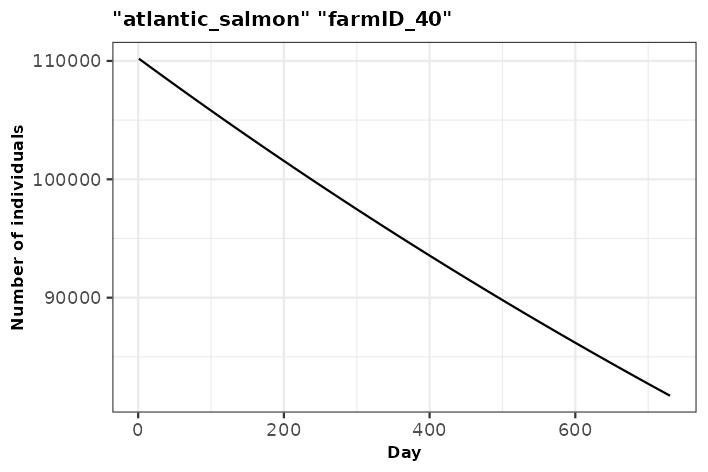 "atlantic_salmon" "farmID_40"
110000
100000
90000
Number of individuals
0 200 400 600
Day